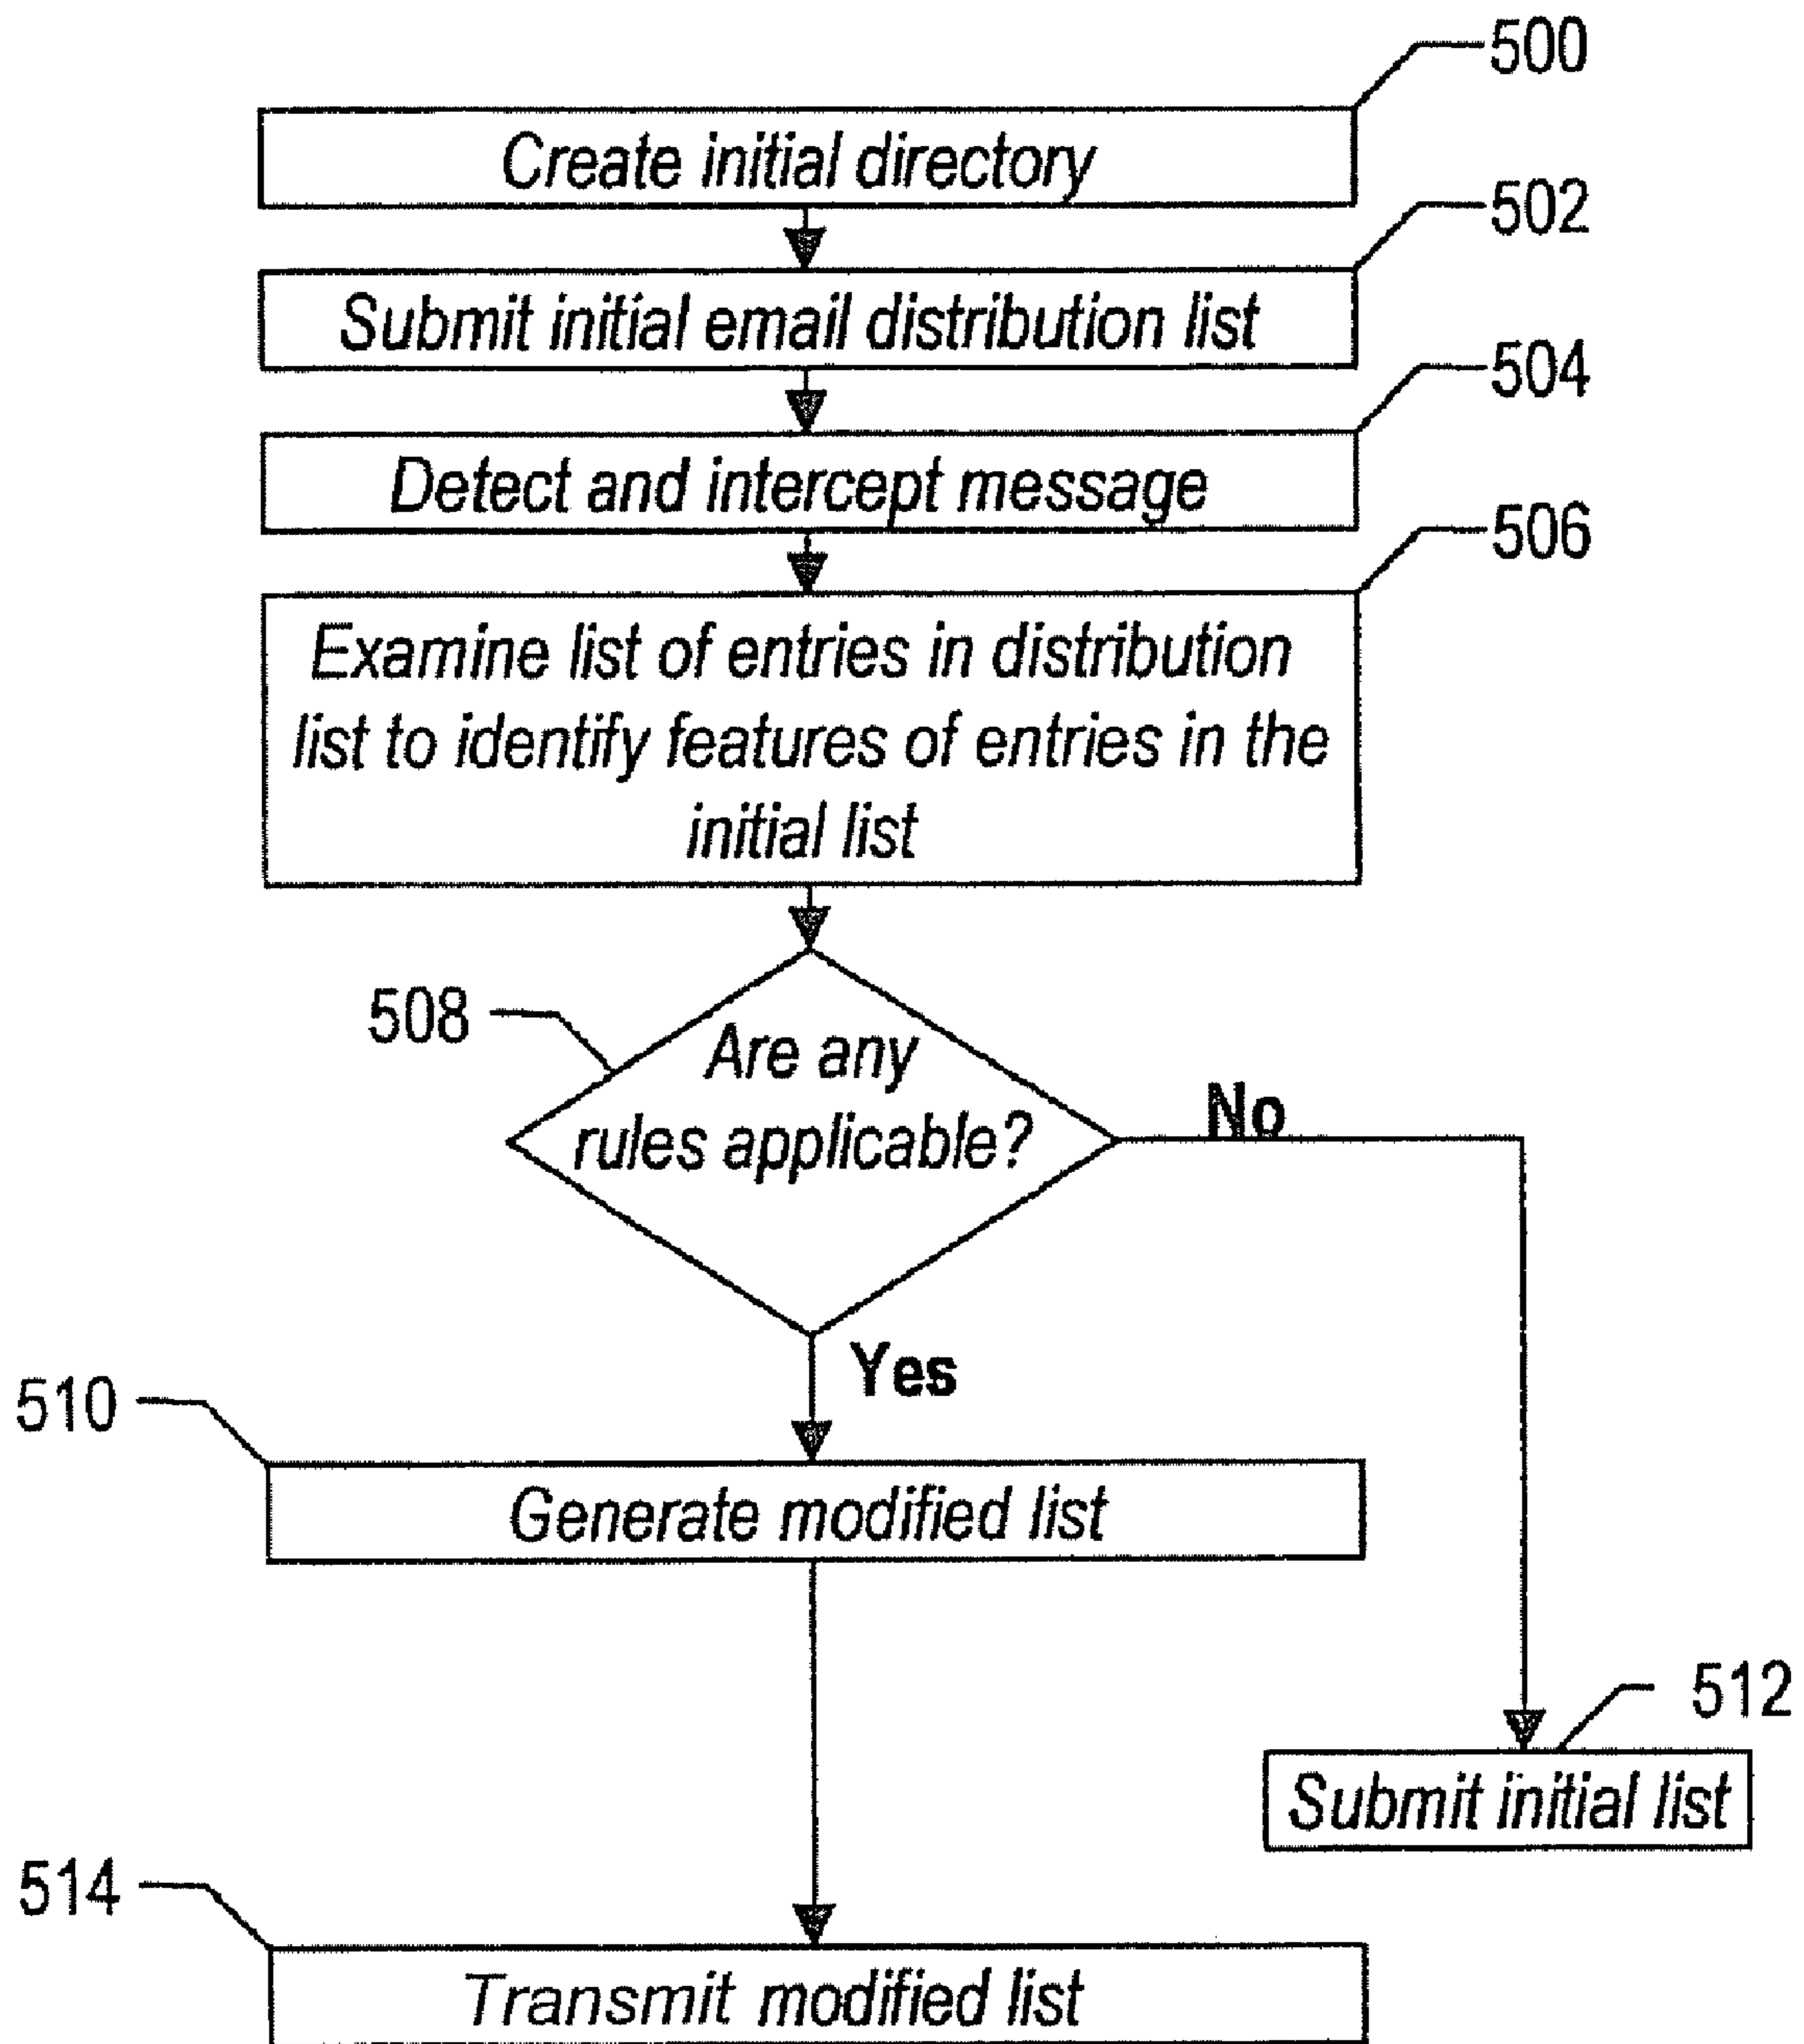 500
Create initial directory
502
Submit initial email distribution list
504
Detect and intercept message
506
Examine list of entries in distribution
list to identify features of entries in the
initial list
508
Are any
rules applicable?
No
Yes
510
Generate modified list
512
Submit initial list
514
Transmit modified list